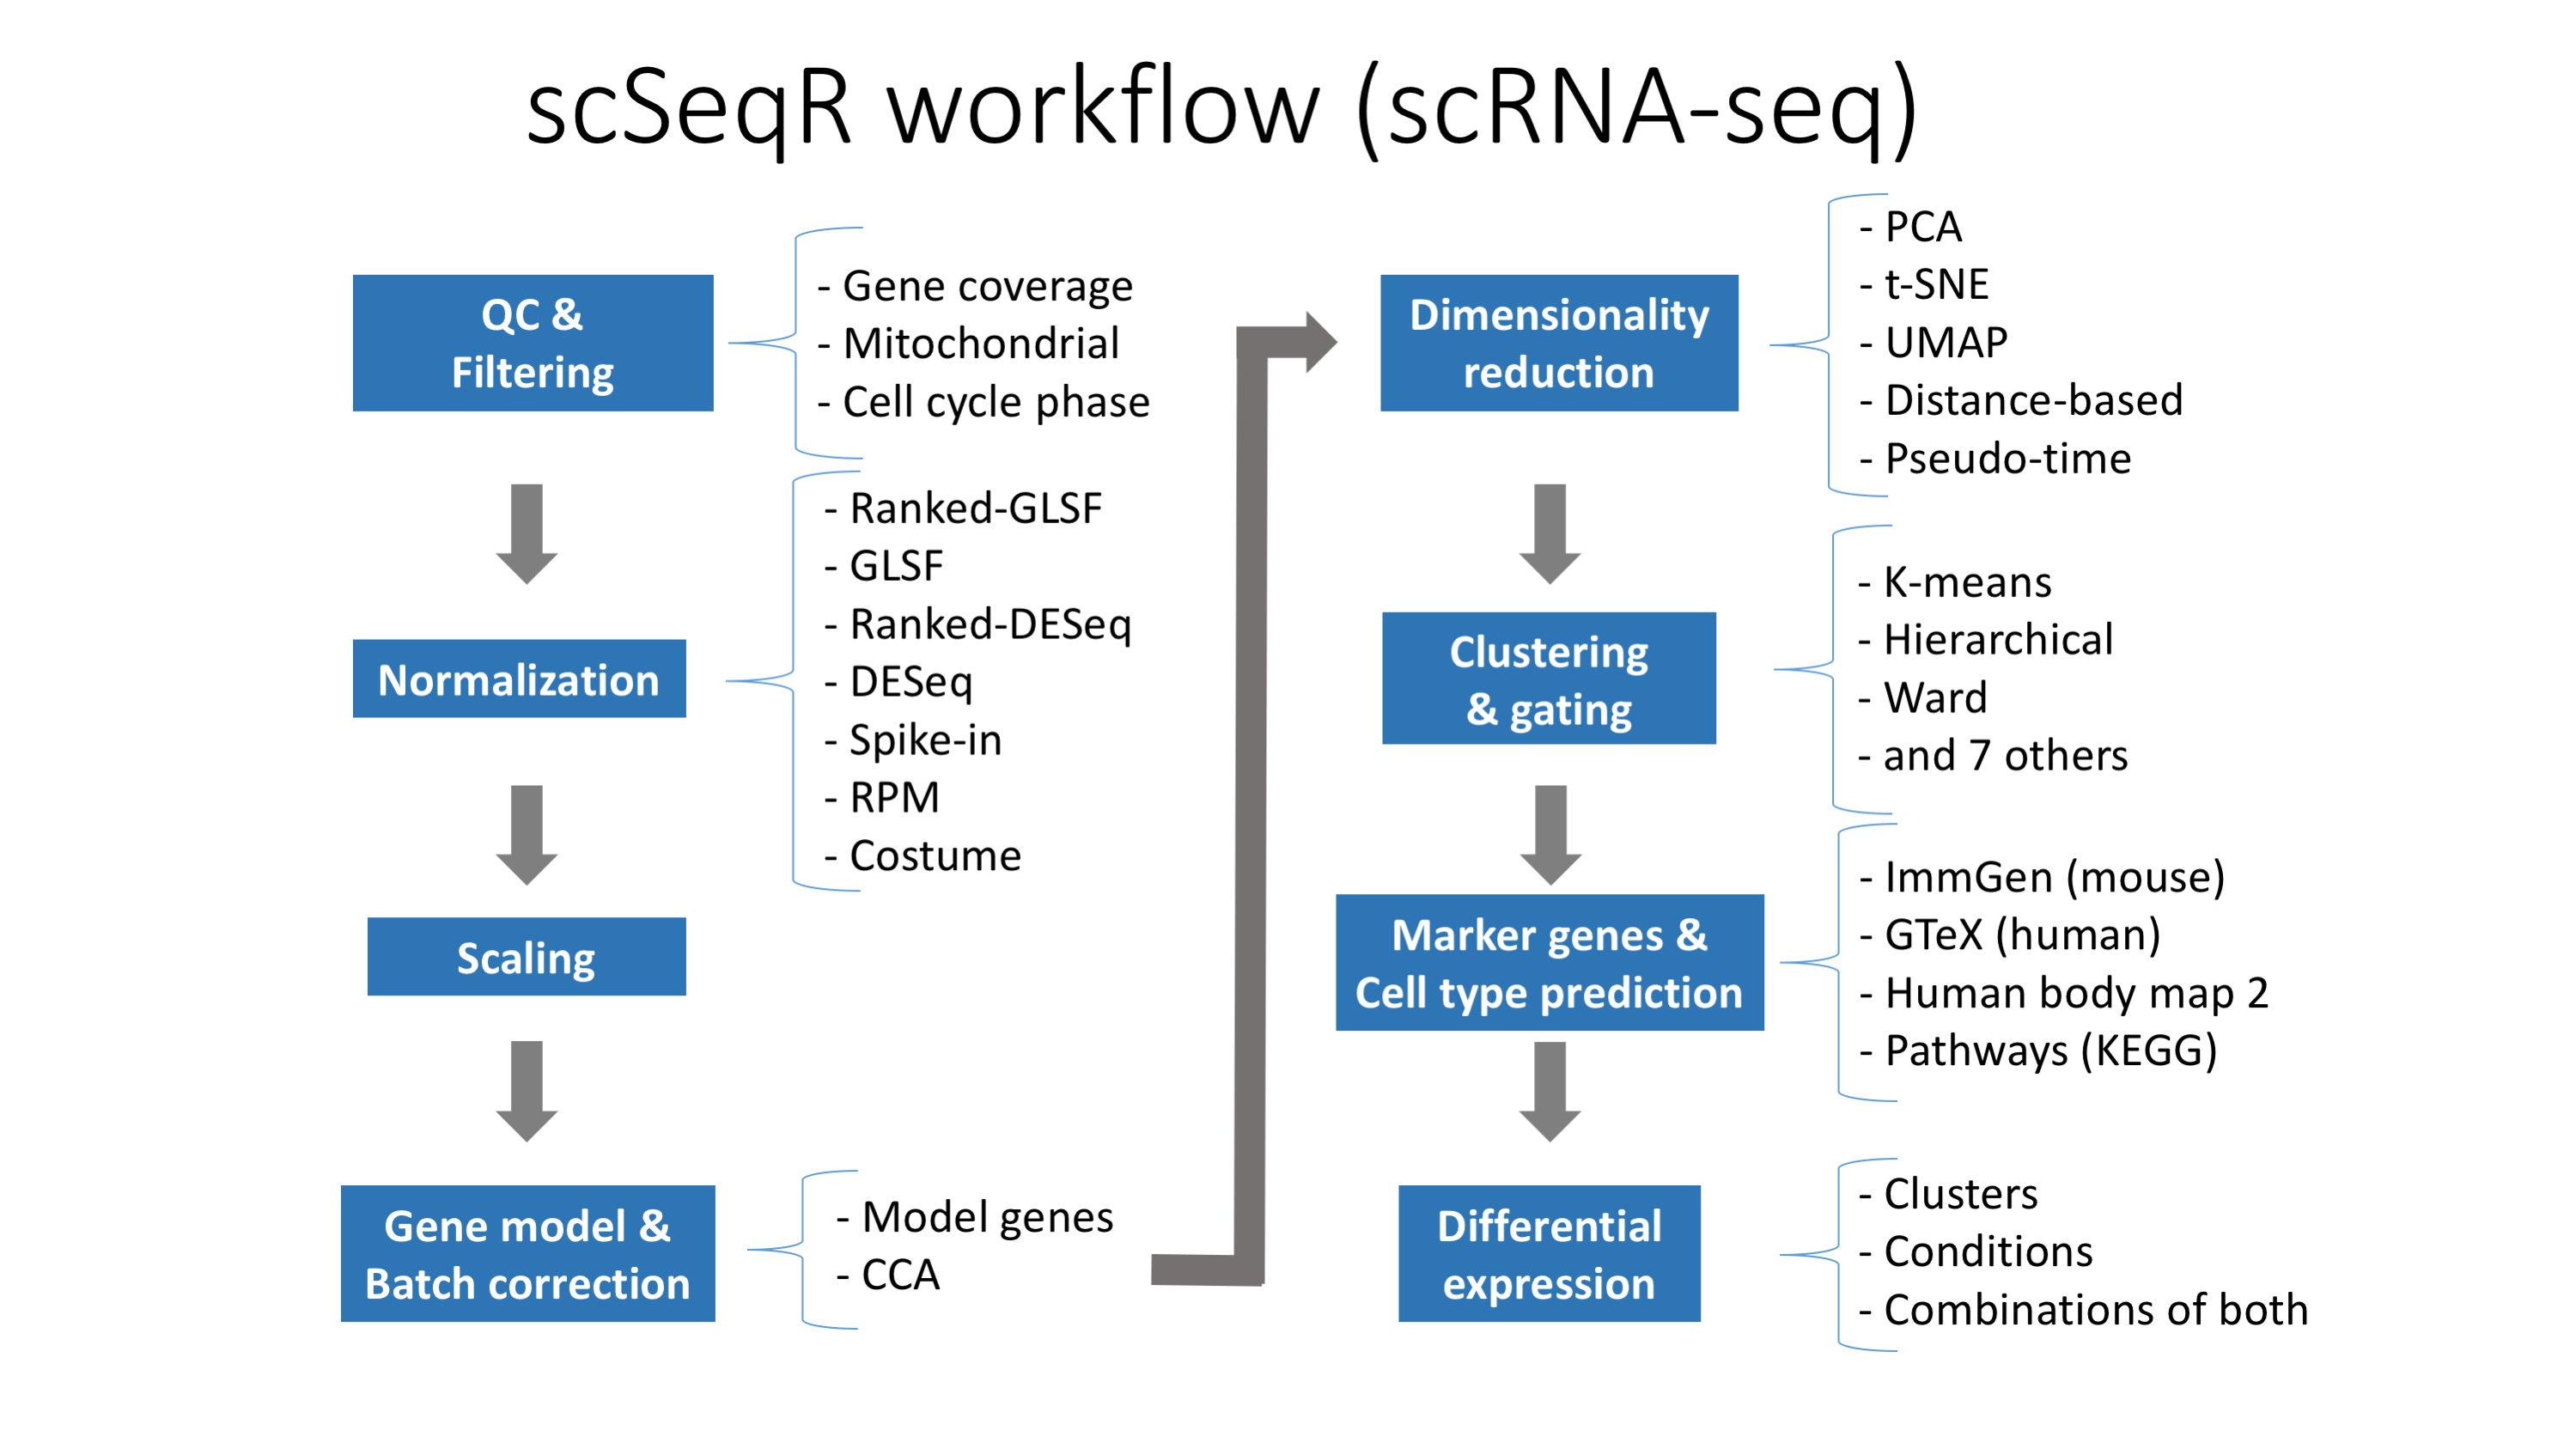 scSeqR workflow (scRNA-seq)
QC &
Filtering
- Gene coverage
- Mitochondrial
- Cell cycle phase
Normalization
- Ranked-GLSF
- GLSF
- Ranked-DESeq
- DESeq
- Spike-in
- RPM
- Costume
Scaling
Gene model &
Batch correction
- Model genes
- CCA
Dimensionality
reduction
- PCA
- t-SNE
- UMAP
- Distance-based
- Pseudo-time
Clustering
& gating
- K-means
- Hierarchical
- Ward
- and 7 others
Marker genes &
Cell type prediction
- ImmGen (mouse)
- GTeX (human)
- Human body map 2
- Pathways (KEGG)
Differential
expression
- Clusters
- Conditions
- Combinations of both